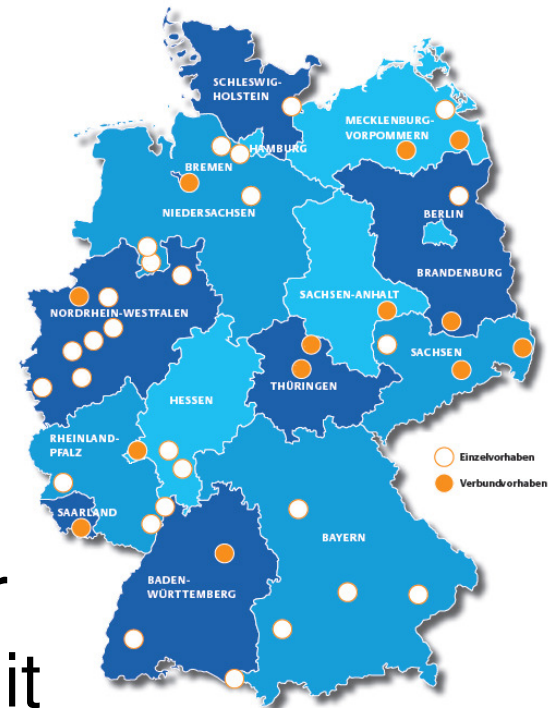 SCHLESWIG-
HOLSTEIN
MECKLENBURG-
VORPOMMERN
HAMBURG
BREMEN
NIEDERSACHSEN
BERLIN
BRANDENBURG
SACHSEN-ANHALT
NORDRHEIN-WESTFALEN
SACHSEN
THÜRINGEN
HESSEN
RHEINLAND-
PFALZ
Einzelvorhaben
Verbundvorhaben
SAARLAND
BAYERN
BADEN-
WÜRTTEMBERG
it